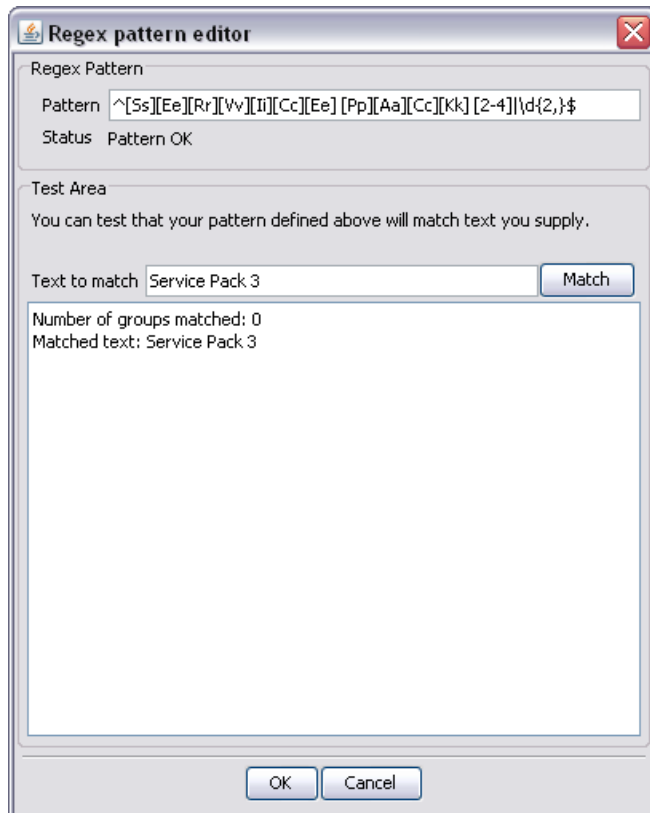 Regex pattern editor
Regex Pattern
Pattern ^[Ss][Ee][Rr][Vv][Ii][Cc][Ee] [Pp][Aa][Cc][Kk] [2-4]|\d{2,}$
Status Pattern OK
Test Area
You can test that your pattern defined above will match text you supply.
Text to match Service Pack 3 Match
Number of groups matched: 0
Matched text: Service Pack 3
OK Cancel